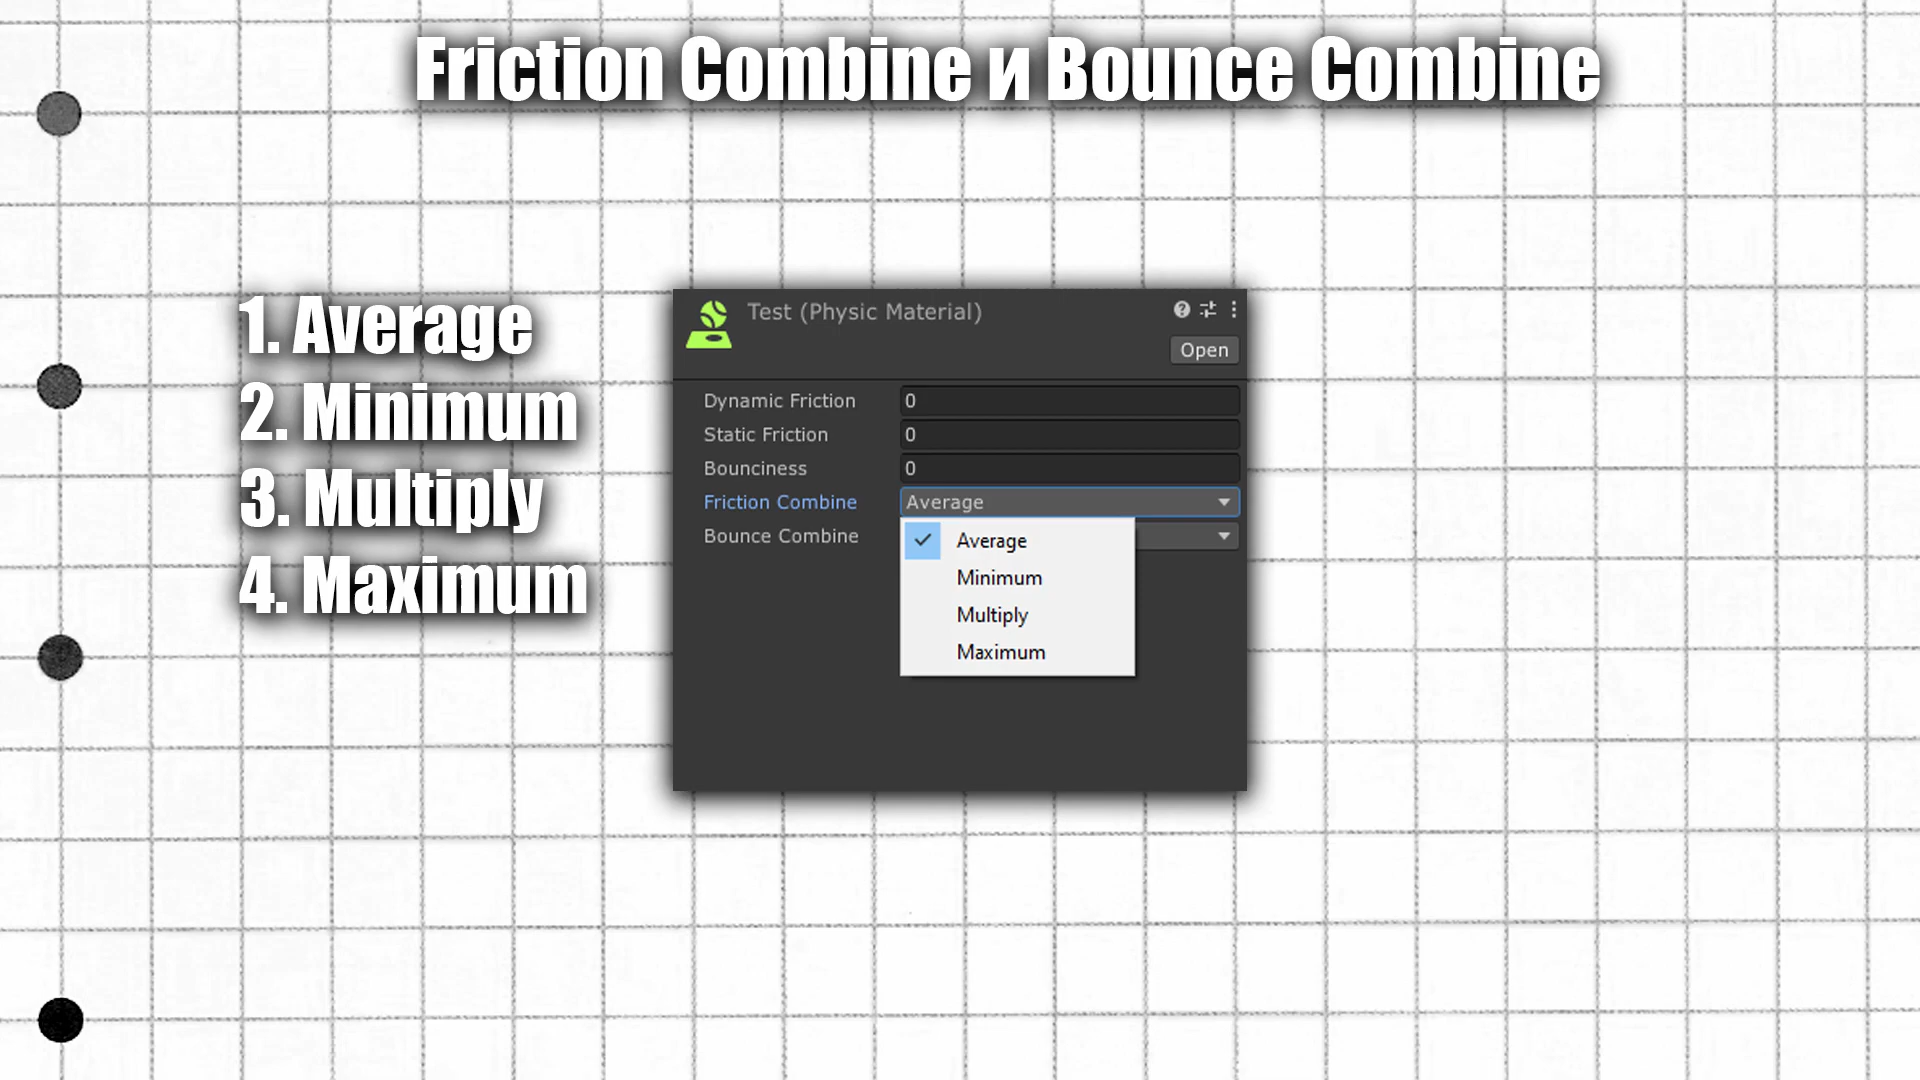 Friction Combine и Bounce Combine
1. Average
2. Minimum
3. Multiply
4. Maximum
Test (Physic Material)
Open
Dynamic Friction 0
Static Friction 0
Bounciness 0
Friction Combine Average
Bounce Combine
Average
Minimum
Multiply
Maximum